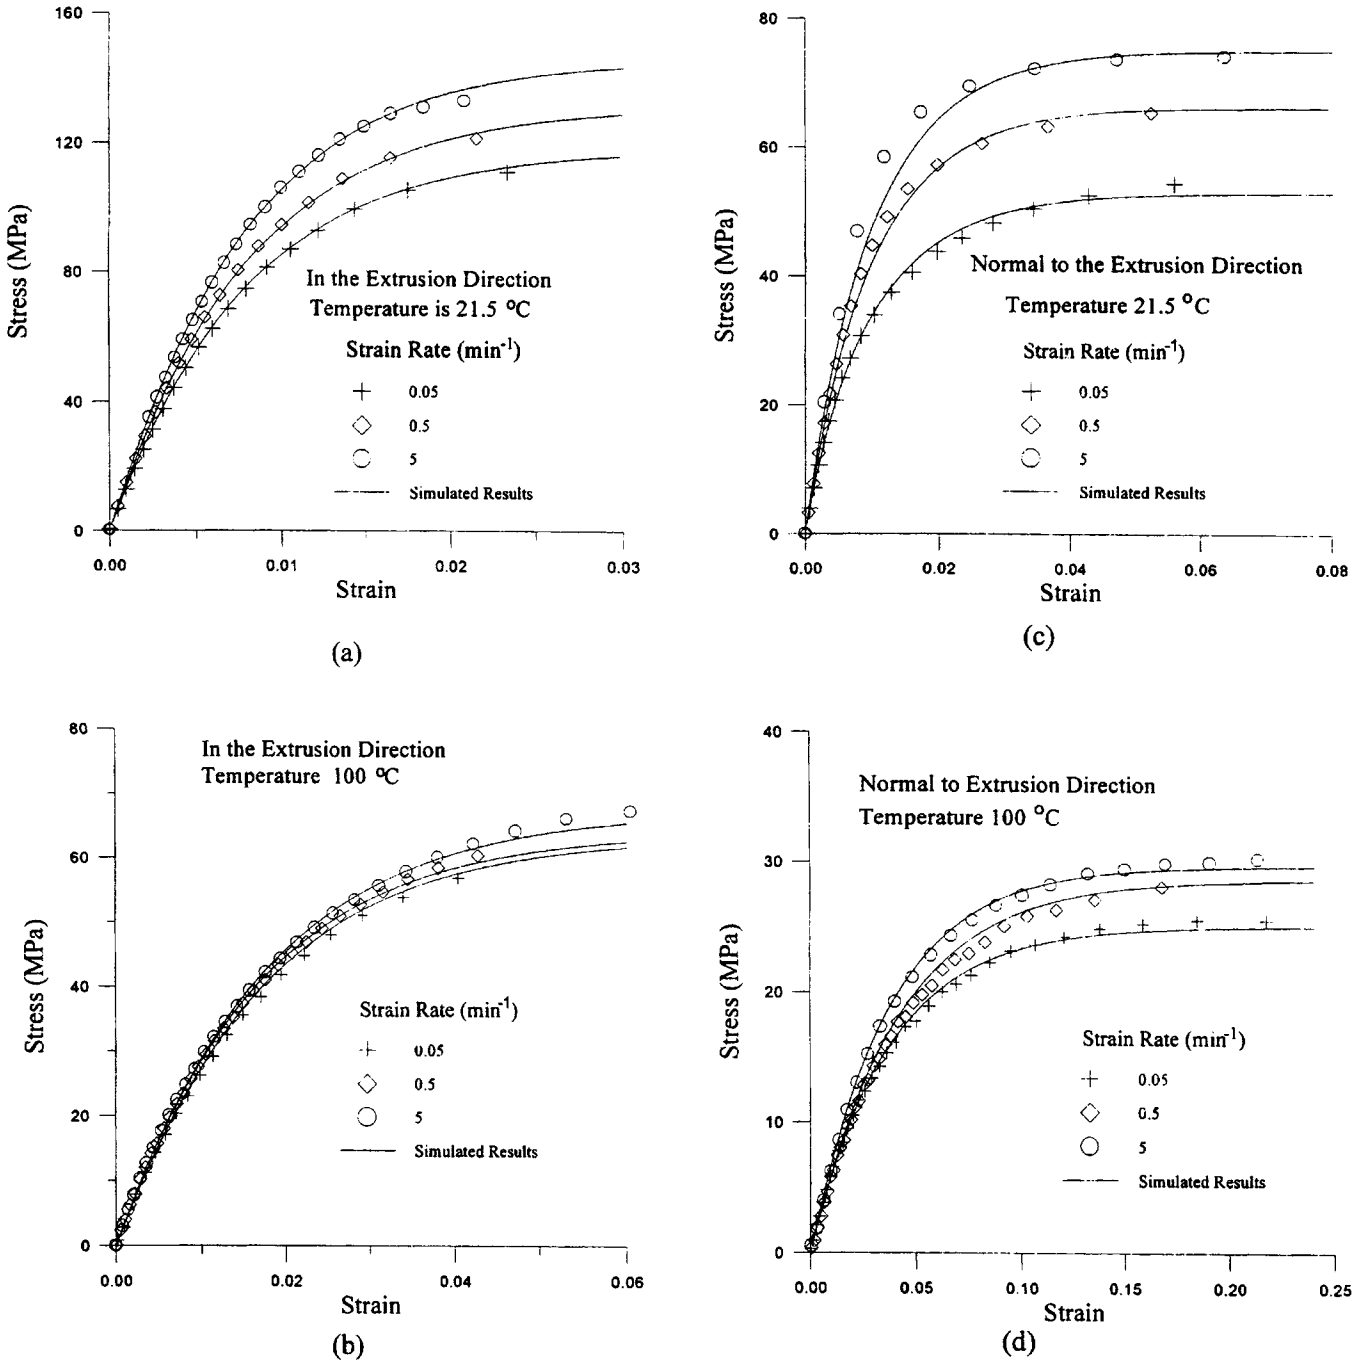 160
120
80
40
0
Stress (MPa)
In the Extrusion Direction
Temperature is 21.5 °C
Strain Rate (min-1)
0.05
0.5
5
Simulated Results
0.00
0.01
0.02
0.03
Strain
(a)
80
60
40
20
0
Stress (MPa)
Normal to the Extrusion Direction
Temperature 21.5 °C
Strain Rate (min-1)
0.05
0.5
5
Simulated Results
0.00
0.02
0.04
0.06
0.08
Strain
(c)
80
60
40
20
0
Stress (MPa)
In the Extrusion Direction
Temperature 100 °C
Strain Rate (min-1)
0.05
0.5
5
Simulated Results
0.00
0.02
0.04
0.06
Strain
(b)
40
30
20
10
0
Stress (MPa)
Normal to Extrusion Direction
Temperature 100 °C
Strain Rate (min-1)
0.05
0.5
5
Simulated Results
0.00
0.05
0.10
0.15
0.20
0.25
Strain
(d)